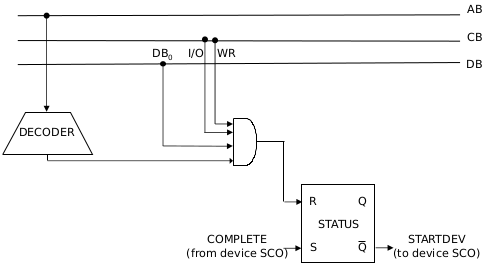 AB
CB
DB₀ I/O WR
DB
DECODER
R Q
STATUS
S Q̅
COMPLETE
(from device SCO)
STARTDEV
(to device SCO)